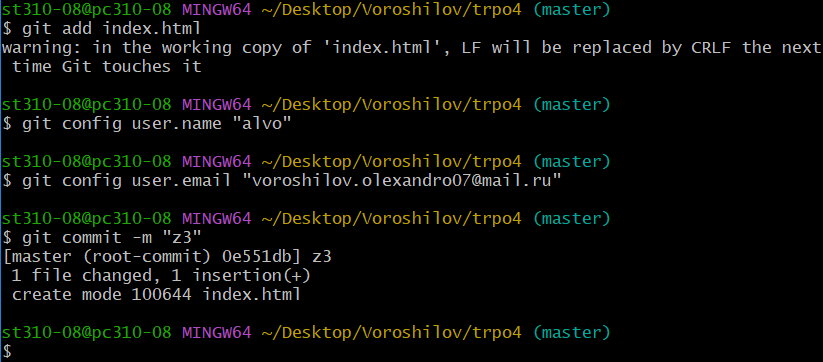 st310-08@pc310-08 MINGW64 ~/Desktop/Voroshilov/trpo4 (master)
$ git add index.html
warning: in the working copy of 'index.html', LF will be replaced by CRLF the next
 time Git touches it
st310-08@pc310-08 MINGW64 ~/Desktop/Voroshilov/trpo4 (master)
$ git config user.name "alvo"
st310-08@pc310-08 MINGW64 ~/Desktop/Voroshilov/trpo4 (master)
$ git config user.email "voroshilov.olexandro07@mail.ru"
st310-08@pc310-08 MINGW64 ~/Desktop/Voroshilov/trpo4 (master)
$ git commit -m "z3"
[master (root-commit) 0e551db] z3
 1 file changed, 1 insertion(+)
 create mode 100644 index.html
st310-08@pc310-08 MINGW64 ~/Desktop/Voroshilov/trpo4 (master)
$